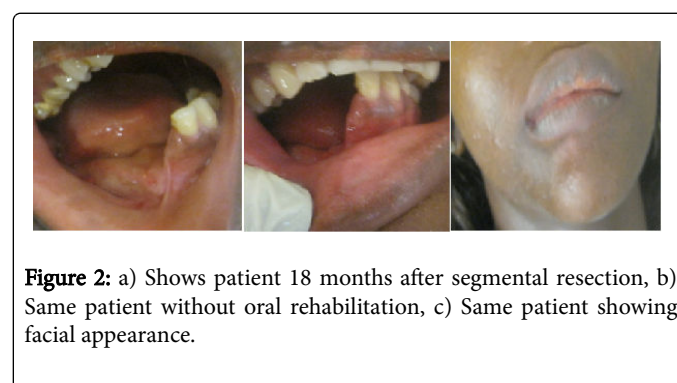 Figure 2: a) Shows patient 18 months after segmental resection, b)
Same patient without oral rehabilitation, c) Same patient showing
facial appearance.